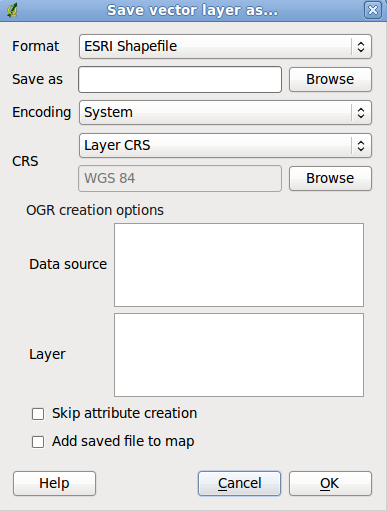 Save vector layer as...
Format ESRI Shapefile
Save as Browse
Encoding System
Layer CRS
CRS
WGS 84 Browse
OGR creation options
Data source
Layer
Skip attribute creation
Add saved file to map
Help Cancel OK